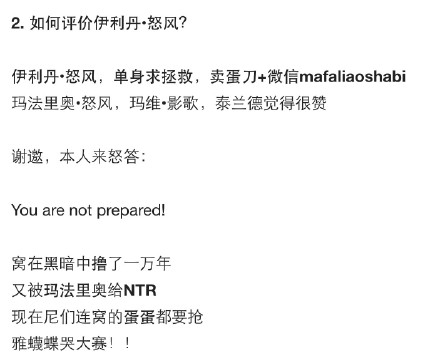 2. 如何评价伊利丹•怒风?
伊利丹•怒风，单身求拯救，卖蛋刀+微信mafaliaoshabi
玛法里奥•怒风，玛维•影歌，泰兰德觉得很赞
谢邀，本人来怒答：
You are not prepared!
窝在黑暗中撸了一万年
又被玛法里奥给NTR
现在尼们连窝的蛋蛋都要抢
雅蠛蝶哭大赛！！